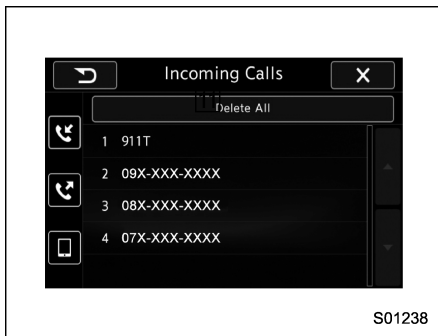 Incoming Calls
X
Delete All
1 911T
2 09X-XXX-XXXX
3 08X-XXX-XXXX
4 07X-XXX-XXXX
S01238